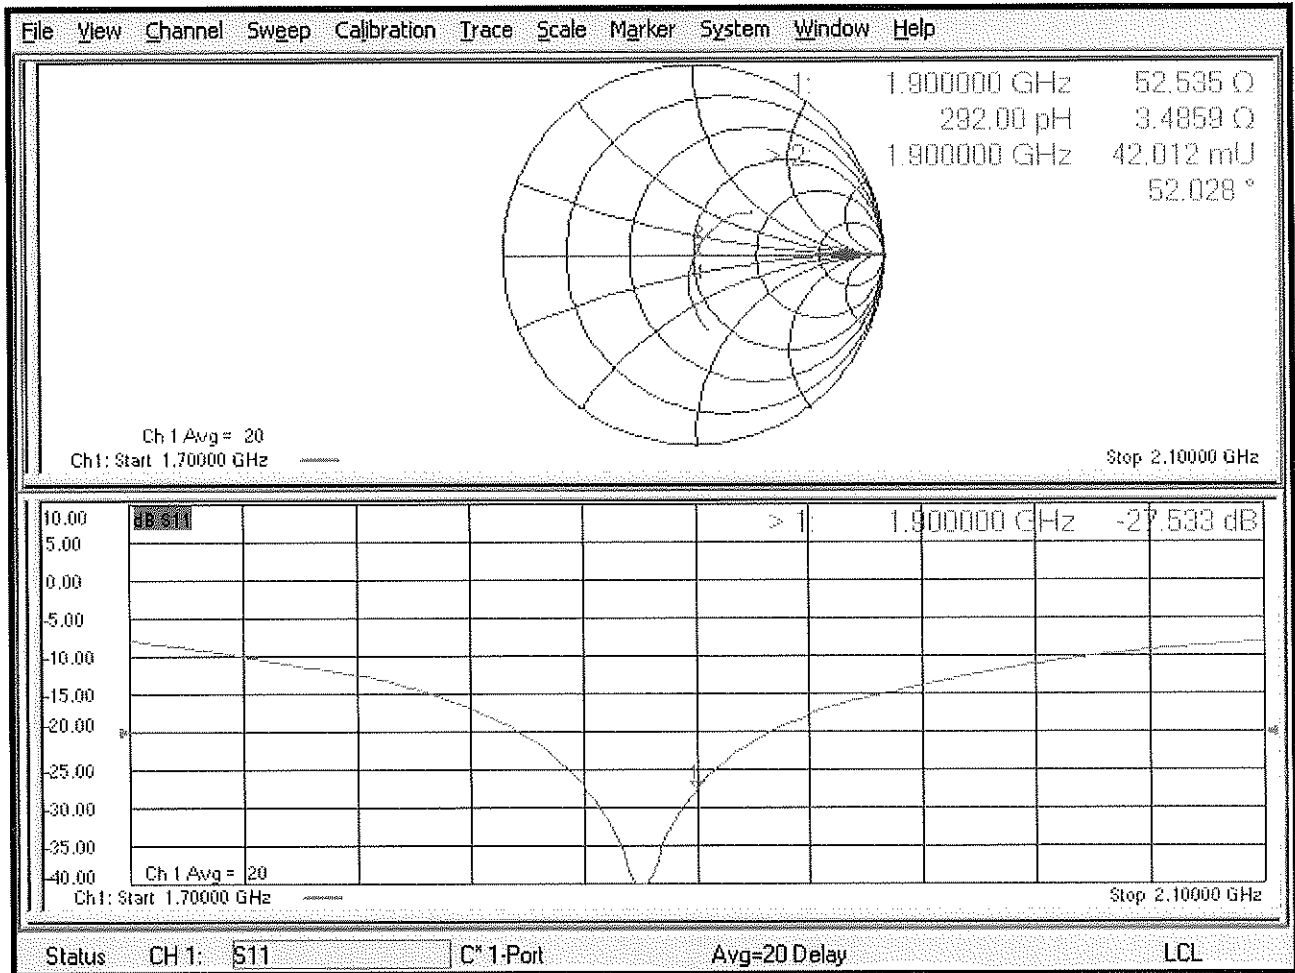 File View Channel Sweep Calibration Trace Scale Marker System Window Help
1: 1.900000 GHz 52.535 Ω
292.00 pH 3.4859 Ω
> 2: 1.900000 GHz 42.012 mU
52.028 °
Ch 1 Avg = 20
Ch1: Start 1.70000 GHz
Stop 2.10000 GHz
10.00 dB S11 > 1: 1.900000 GHz -27.533 dB
5.00
0.00
-5.00
-10.00
-15.00
-20.00
-25.00
-30.00
-35.00
-40.00
Ch 1 Avg = 20
Ch1: Start 1.70000 GHz
Stop 2.10000 GHz
Status CH 1: S11 C* 1-Port Avg=20 Delay LCL